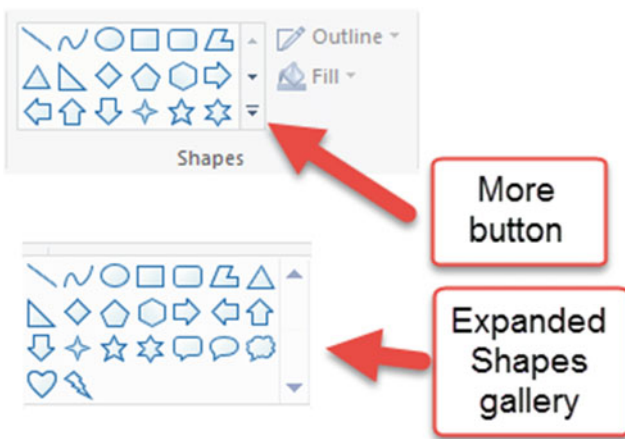 Outline
Fill
Shapes
More
button
Expanded
Shapes
gallery